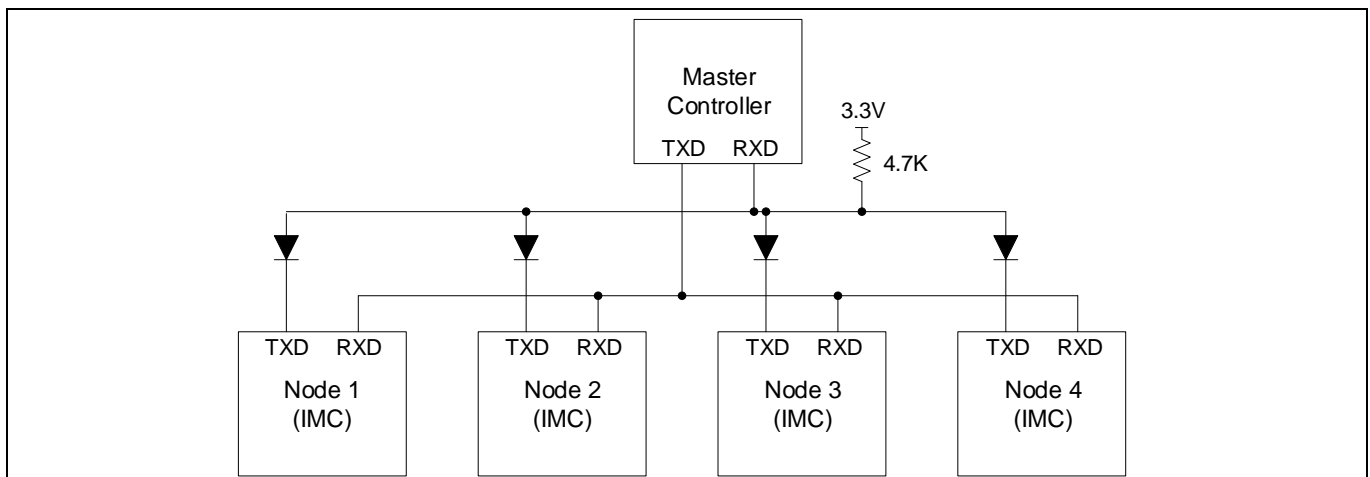 Master
Controller
TXD RXD
3.3V
4.7K
TXD RXD
Node 1
(IMC)
TXD RXD
Node 2
(IMC)
TXD RXD
Node 3
(IMC)
TXD RXD
Node 4
(IMC)